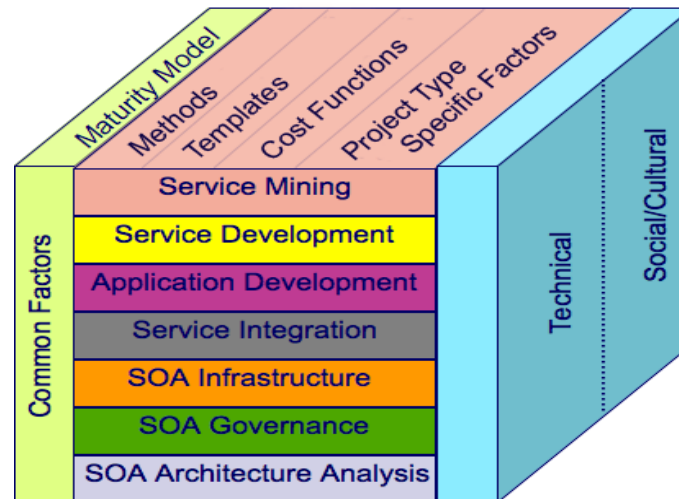 Maturity Model
Methods
Templates
Cost Functions
Project Type
Specific Factors
Common Factors
Service Mining
Service Development
Application Development
Service Integration
SOA Infrastructure
SOA Governance
SOA Architecture Analysis
Technical
Social/Cultural